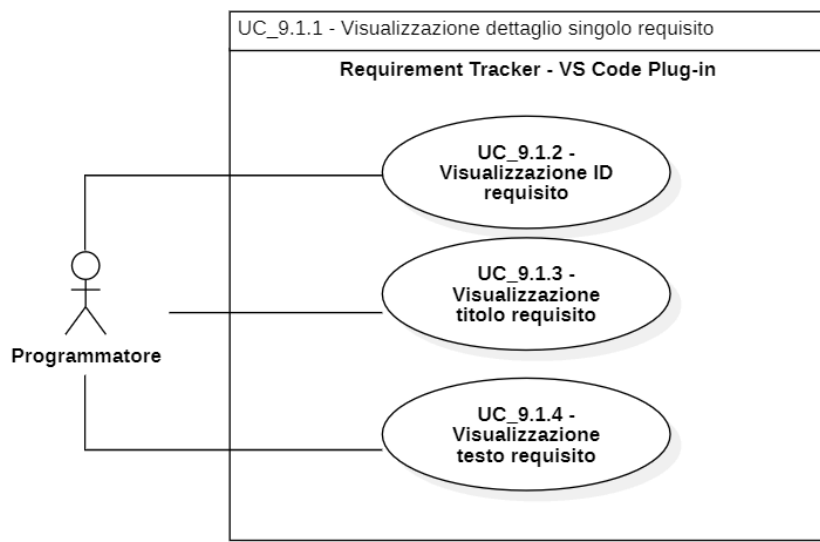 UC_9.1.1 - Visualizzazione dettaglio singolo requisito
Requirement Tracker - VS Code Plug-in
UC_9.1.2 -
Visualizzazione ID
requisito
UC_9.1.3 -
Visualizzazione
titolo requisito
Programmatore
UC_9.1.4 -
Visualizzazione
testo requisito